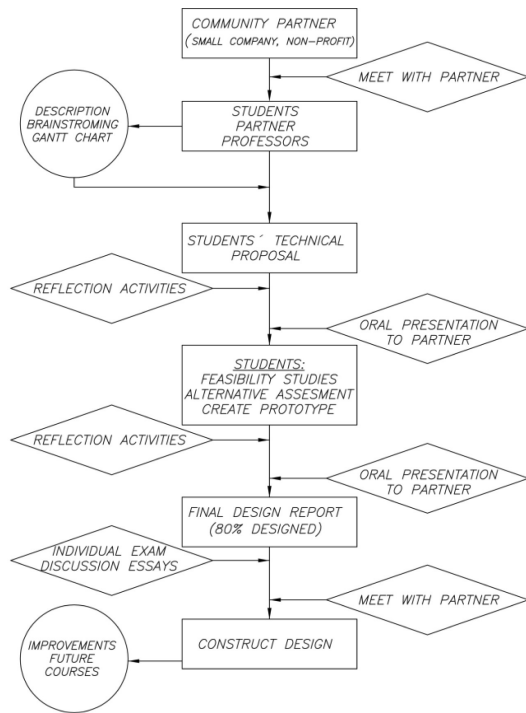 COMMUNITY PARTNER
(SMALL COMPANY, NON-PROFIT)
MEET WITH PARTNER
DESCRIPTION
BRAINSTROMING
GANTT CHART
STUDENTS
PARTNER
PROFESSORS
STUDENTS´ TECHNICAL
PROPOSAL
REFLECTION ACTIVITIES
ORAL PRESENTATION
TO PARTNER
STUDENTS:
FEASIBILITY STUDIES
ALTERNATIVE ASSESMENT
CREATE PROTOTYPE
REFLECTION ACTIVITIES
ORAL PRESENTATION
TO PARTNER
FINAL DESIGN REPORT
(80% DESIGNED)
INDIVIDUAL EXAM
DISCUSSION ESSAYS
MEET WITH PARTNER
CONSTRUCT DESIGN
IMPROVEMENTS
FUTURE
COURSES